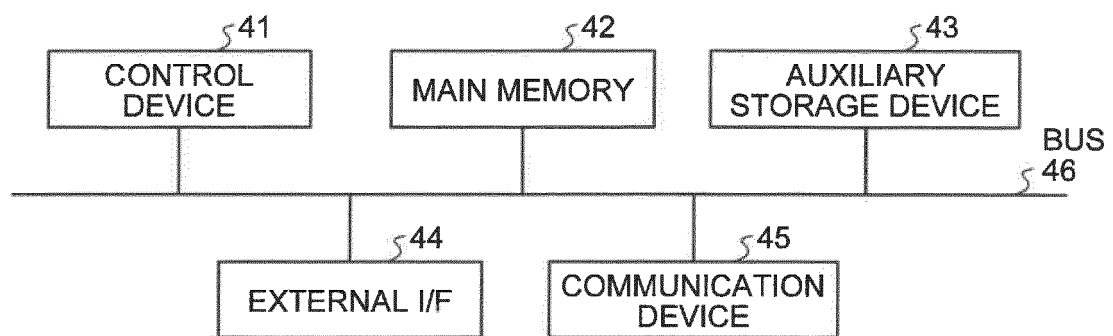 41
CONTROL
DEVICE
42
MAIN MEMORY
43
AUXILIARY
STORAGE DEVICE
BUS
46
44
EXTERNAL I/F
45
COMMUNICATION
DEVICE